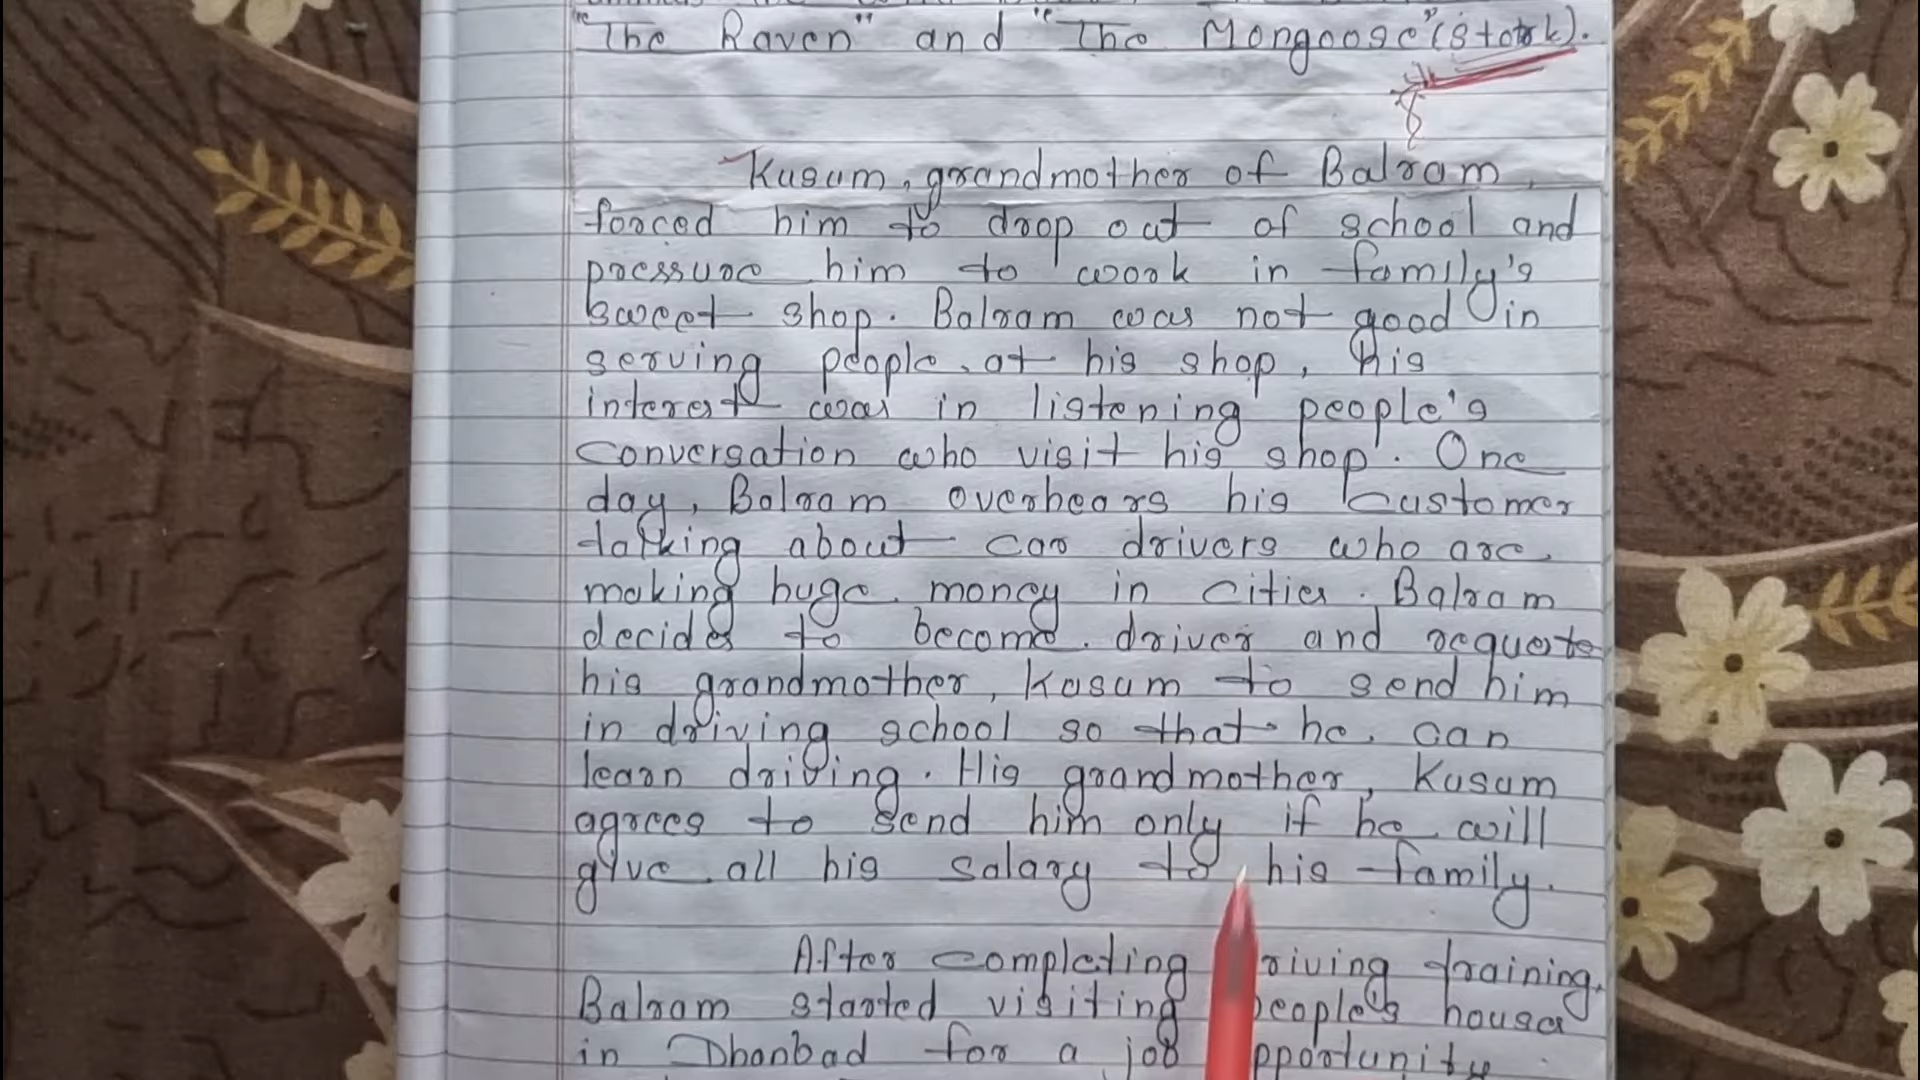 "The Raven" and "The Mongoose" (Stork).
Kusum, grandmother of Balram,
forced him to drop out of school and
pressure him to work in family's
sweet shop. Balram was not good in
serving people at his shop, his
interest was in listening people's
conversation who visit his shop. One
day, Balram overhears his customer
talking about car drivers who are
making huge money in cities. Balram
decides to become driver and requests
his grandmother, Kusum to send him
in driving school so that he can
learn driving. His grandmother, Kusum
agrees to send him only if he will
give all his salary to his family.
After completing driving training,
Balram started visiting people's houses
in Dhanbad for a job opportunity.